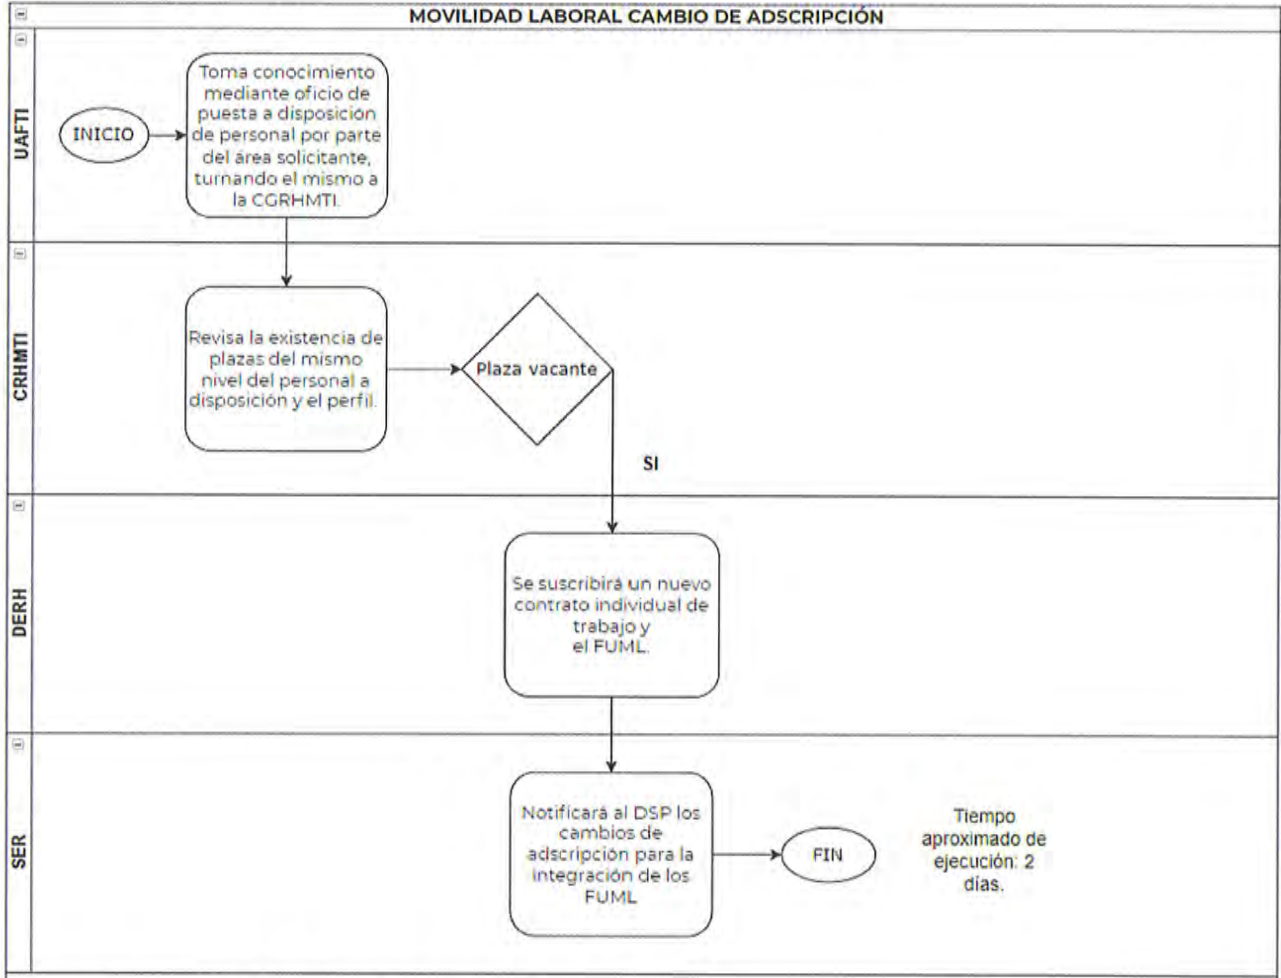 MOVILIDAD LABORAL CAMBIO DE ADSCRIPCIÓN
UAFTI
INICIO
Toma conocimiento
mediante oficio de
puesta a disposición
de personal por parte
del área solicitante,
turnando el mismo a
la CGRHMTI.
CRHMTI
Revisa la existencia de
plazas del mismo
nivel del personal a
disposición y el perfil.
Plaza vacante
SI
DERH
Se suscribirá un nuevo
contrato individual de
trabajo y
el FUML.
SER
Notificará al DSP los
cambios de
adscripción para la
integración de los
FUML
FIN
Tiempo
aproximado de
ejecución: 2
días.